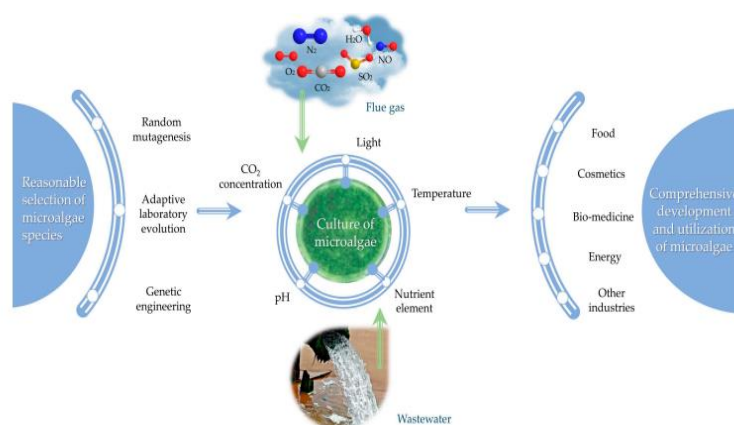 N₂
H₂O
O₂
CO₂
SO₂
NO
Flue gas
Reasonable
selection of
microalgae
species
Random
mutagenesis
Adaptive
laboratory
evolution
Genetic
engineering
Light
CO₂
concentration
Temperature
Culture of
microalgae
pH
Nutrient
element
Wastewater
Food
Cosmetics
Bio-medicine
Energy
Other
industries
Comprehensive
development
and utilization
of microalgae